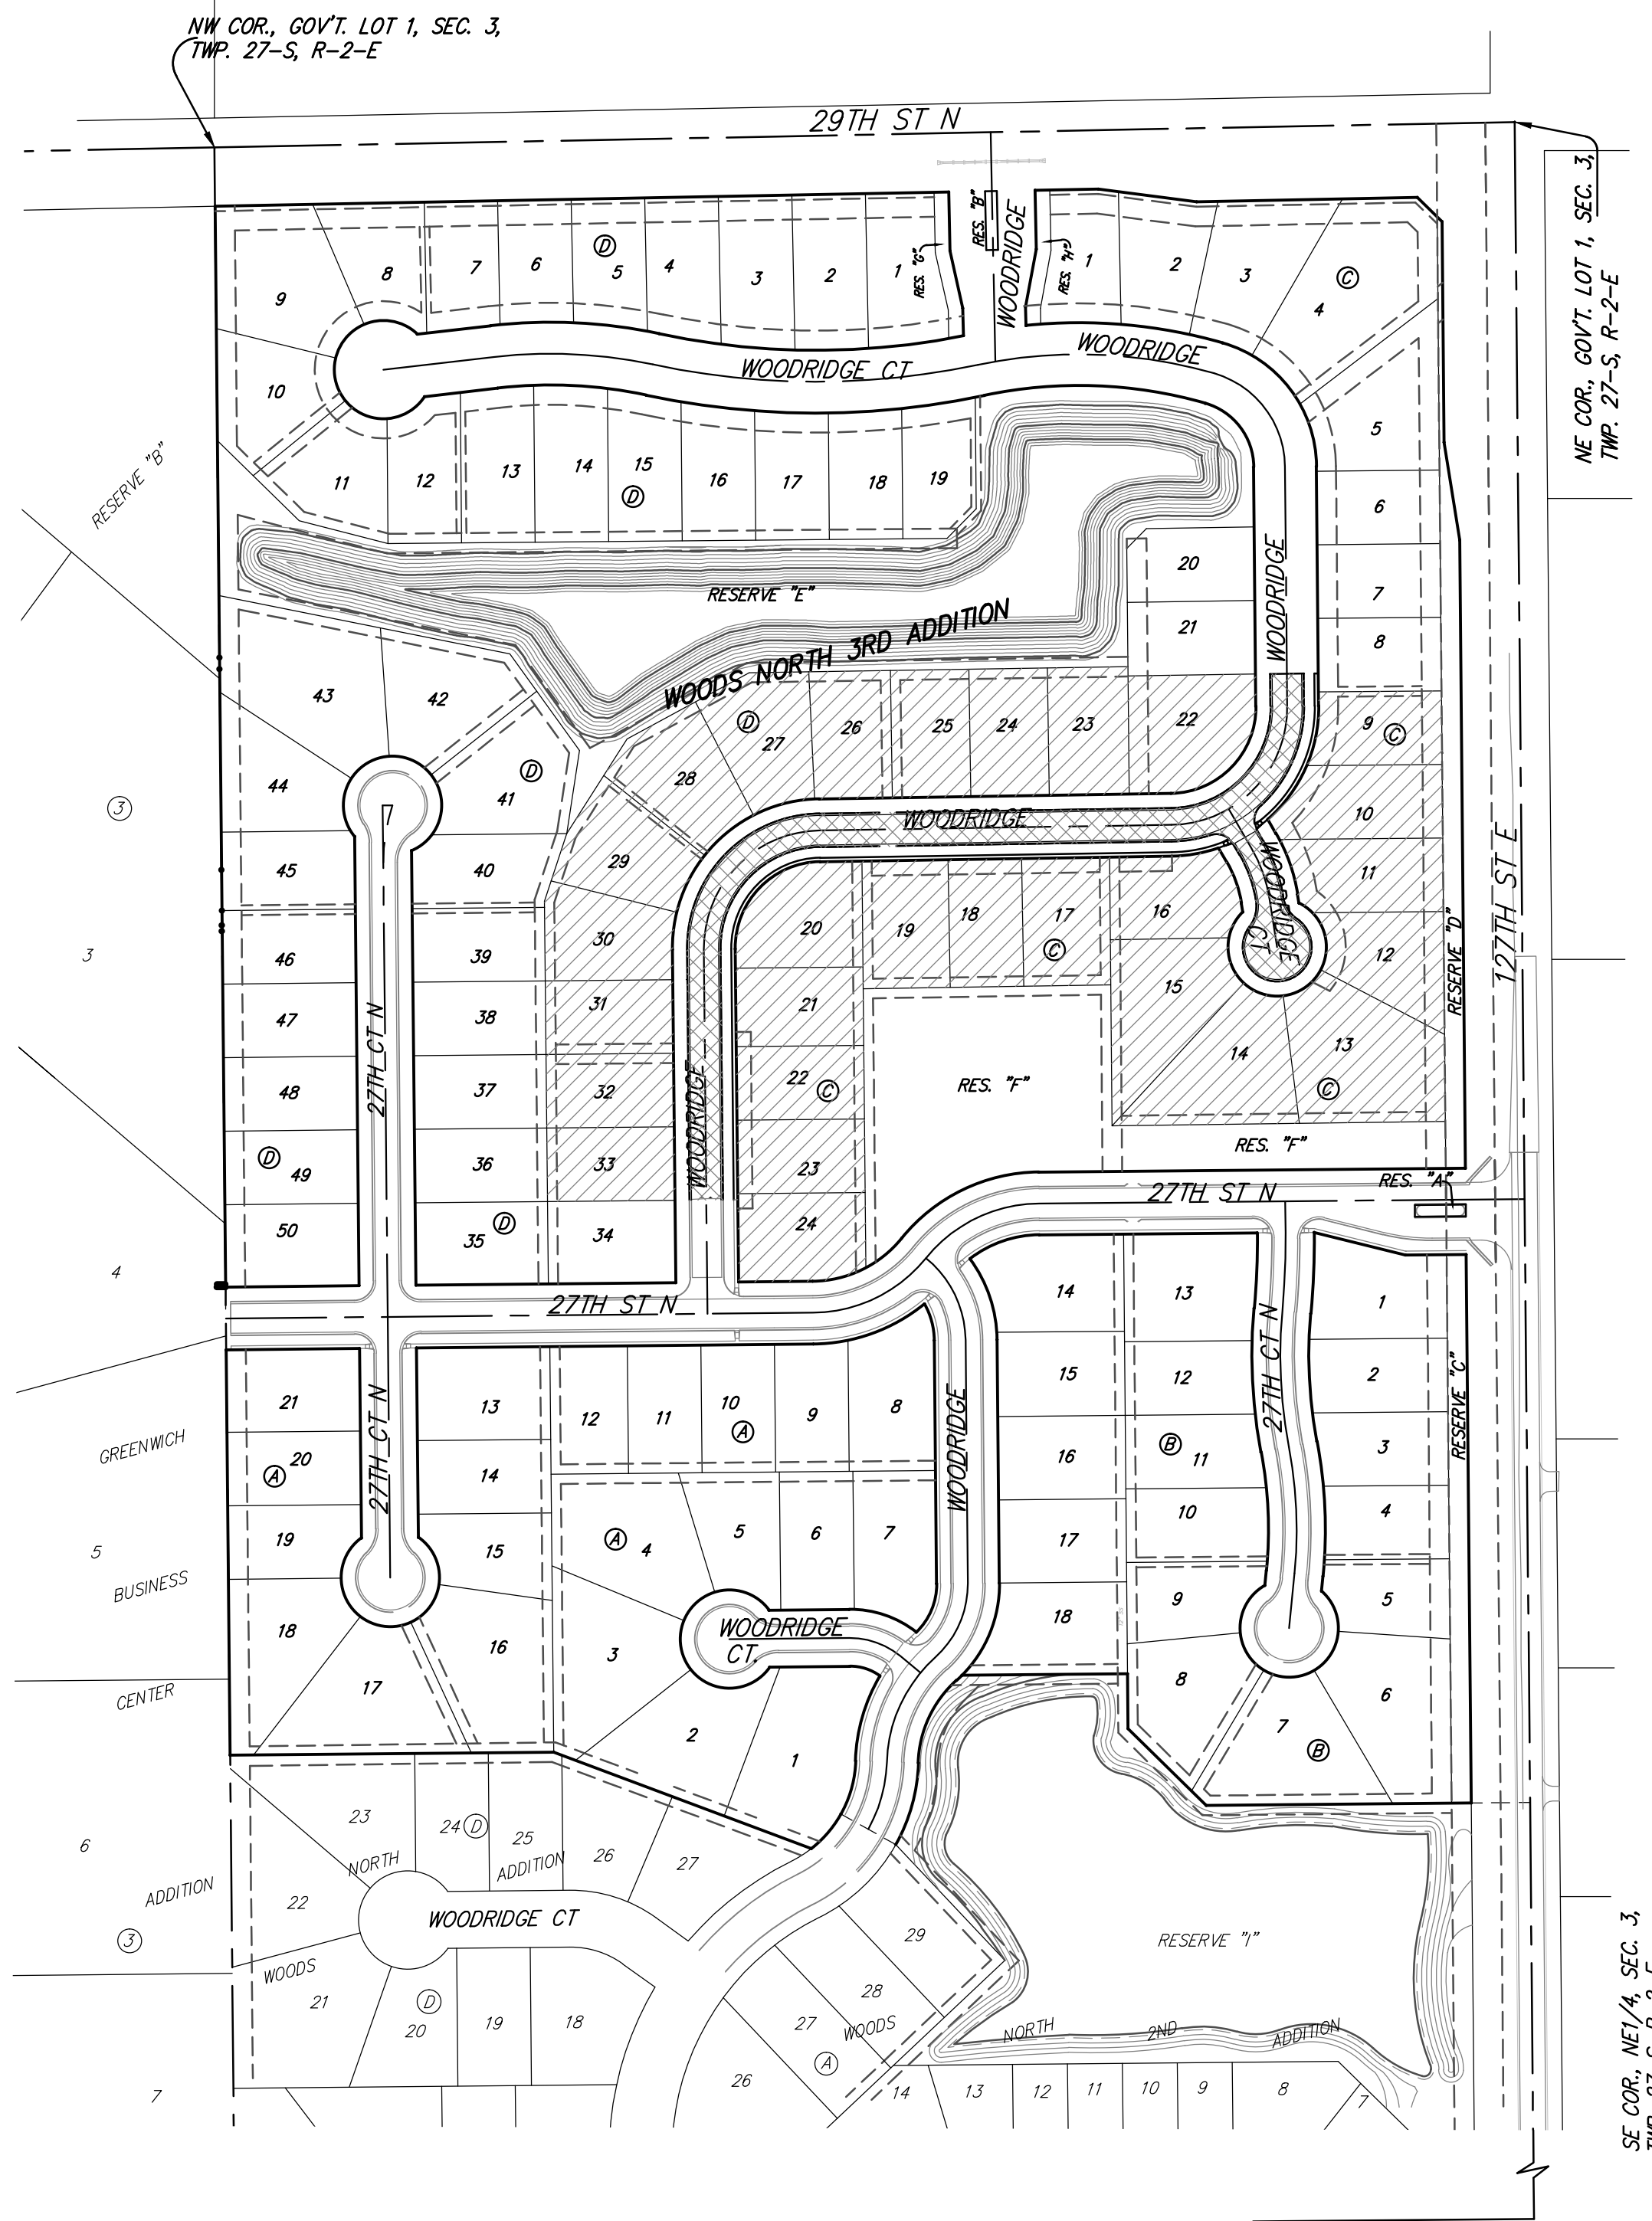 NW COR., GOV'T. LOT 1, SEC. 3,
TWP. 27-S, R-2-E
29TH ST N
NE COR., GOV'T. LOT 1, SEC. 3,
TWP. 27-S, R-2-E
RES. "B"
WOODRIDGE
RES. "G"
RES. "H"
9
8
7
6
D
5
4
3
2
1
1
2
3
C
4
WOODRIDGE CT
WOODRIDGE
10
11
12
13
14
15
D
16
17
18
19
5
6
7
8
RESERVE "B"
RESERVE "E"
WOODS NORTH 3RD ADDITION
WOODRIDGE
20
21
22
43
42
44
41
D
D
27
28
26
25
24
23
9
C
10
11
12
3
3
4
WOODRIDGE
WOODRIDGE
CT
45
40
29
46
39
30
47
38
31
48
37
32
D
49
36
33
50
35
D
34
27TH CT N
WOODRIDGE
20
19
18
17
C
16
15
14
13
C
21
22
C
23
24
RES. "F"
RES. "F"
RESERVE "D"
127TH ST E
RES. "A"
27TH ST N
27TH ST N
21
A
20
19
18
17
27TH CT N
13
14
15
16
12
11
10
A
9
8
A
4
5
6
7
3
2
1
WOODRIDGE
CT.
WOODRIDGE
14
15
16
17
18
13
12
B
11
10
9
8
7
B
27TH CT N
1
2
3
4
5
6
RESERVE "C"
GREENWICH
5
BUSINESS
CENTER
6
ADDITION
3
7
23
24
D
25
26
27
NORTH
ADDITION
22
WOODRIDGE CT
WOODS
21
D
20
19
18
29
28
27
WOODS
A
26
RESERVE "I"
NORTH
2ND
ADDITION
14
13
12
11
10
9
8
7
SE COR., NE1/4, SEC. 3,